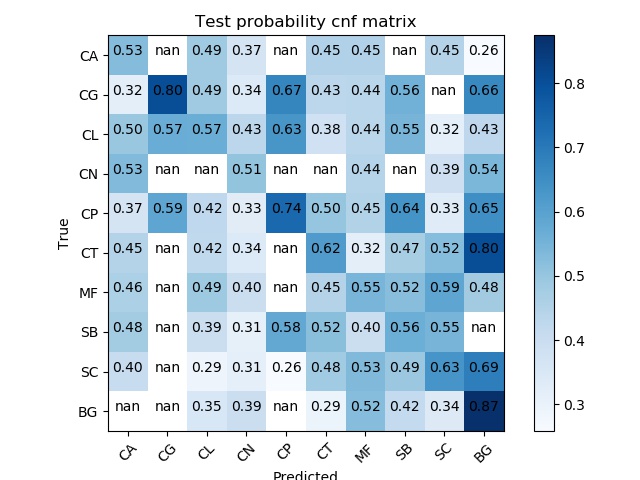 Test probability cnf matrix
CA 0.53 nan 0.49 0.37 nan 0.45 0.45 nan 0.45 0.26
CG 0.32 0.80 0.49 0.34 0.67 0.43 0.44 0.56 nan 0.66
CL 0.50 0.57 0.57 0.43 0.63 0.38 0.44 0.55 0.32 0.43
CN 0.53 nan nan 0.51 nan nan 0.44 nan 0.39 0.54
CP 0.37 0.59 0.42 0.33 0.74 0.50 0.45 0.64 0.33 0.65
CT 0.45 nan 0.42 0.34 nan 0.62 0.32 0.47 0.52 0.80
MF 0.46 nan 0.49 0.40 nan 0.45 0.55 0.52 0.59 0.48
SB 0.48 nan 0.39 0.31 0.58 0.52 0.40 0.56 0.55 nan
SC 0.40 nan 0.29 0.31 0.26 0.48 0.53 0.49 0.63 0.69
BG nan nan 0.35 0.39 nan 0.29 0.52 0.42 0.34 0.87
CA CG CL CN CP CT MF SB SC BG
Predicted
True
0.8
0.7
0.6
0.5
0.4
0.3